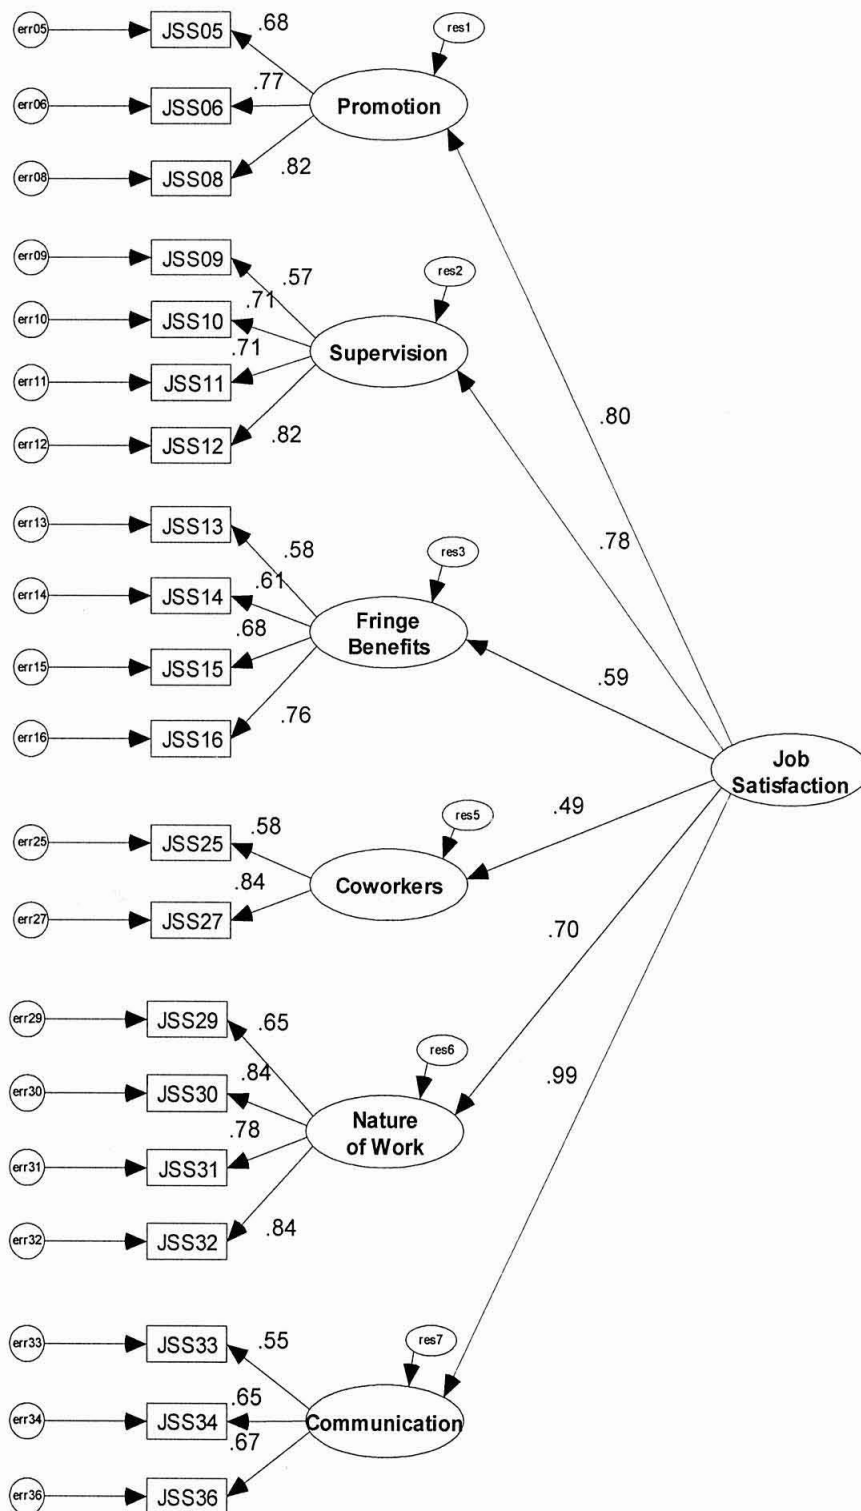 err05
JSS05
.68
res1
err06
JSS06
.77
Promotion
err08
JSS08
.82
err09
JSS09
.57
res2
err10
JSS10
.71
Supervision
err11
JSS11
.71
err12
JSS12
.82
.80
.78
err13
JSS13
.58
res3
err14
JSS14
.61
Fringe
Benefits
err15
JSS15
.68
err16
JSS16
.76
.59
Job
Satisfaction
err25
JSS25
.58
res5
.49
Coworkers
err27
JSS27
.84
.70
err29
JSS29
.65
res6
err30
JSS30
.84
Nature
of Work
err31
JSS31
.78
err32
JSS32
.84
.99
err33
JSS33
.55
res7
err34
JSS34
.65
Communication
err36
JSS36
.67